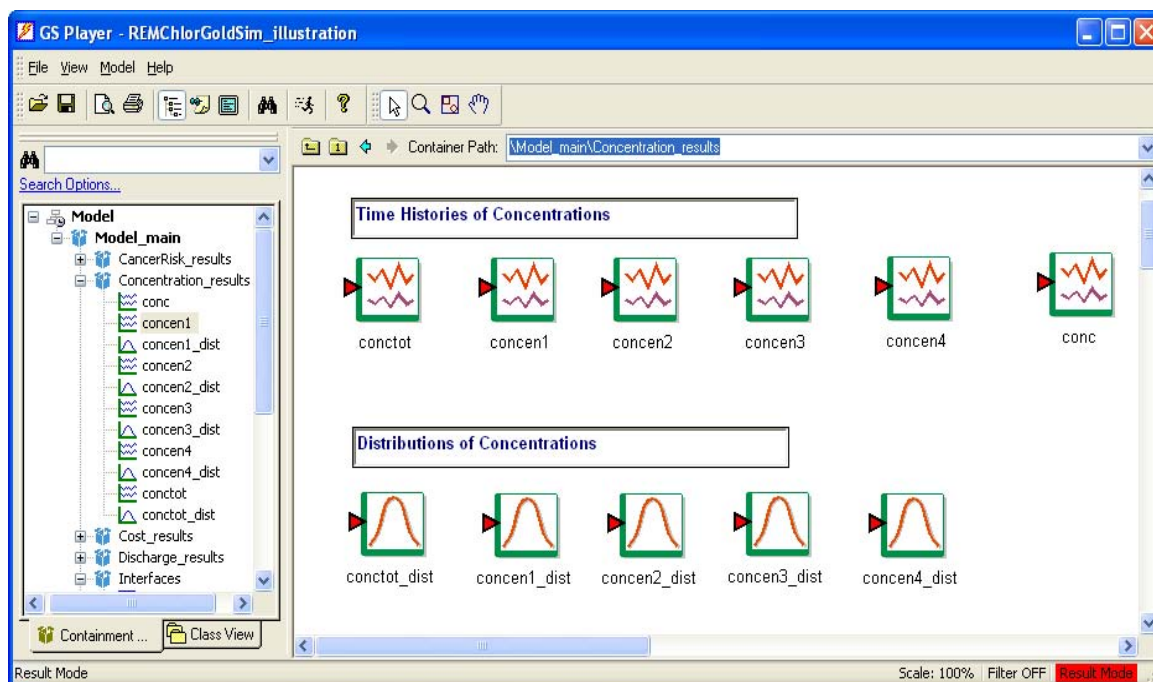 GS Player - REMChlorGoldSim_illustration
File View Model Help
Container Path: \Model_main\Concentration_results
Search Options...
Model
Model_main
CancerRisk_results
Concentration_results
conc
concen1
concen1_dist
concen2
concen2_dist
concen3
concen3_dist
concen4
concen4_dist
conctot
conctot_dist
Cost_results
Discharge_results
Interfaces
Containment ... Class View
Time Histories of Concentrations
conctot concen1 concen2 concen3 concen4 conc
Distributions of Concentrations
conctot_dist concen1_dist concen2_dist concen3_dist concen4_dist
Result Mode Scale: 100% Filter OFF Result Mode